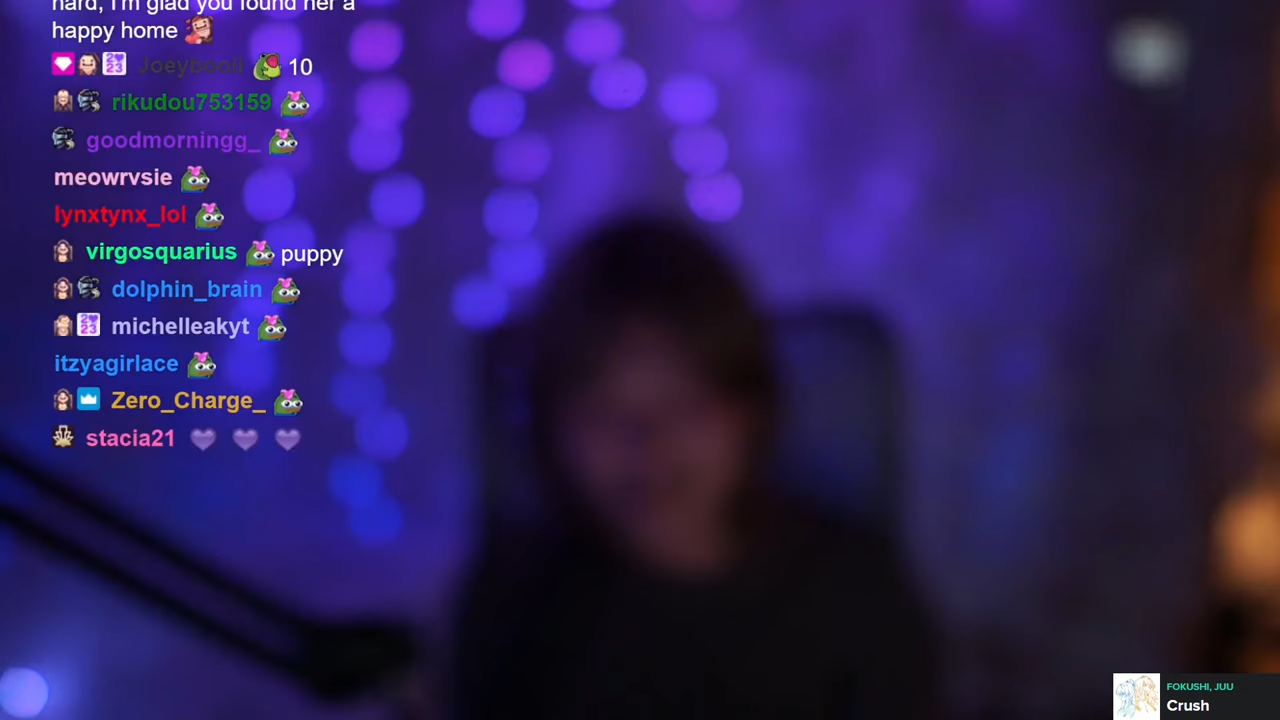 hard, I'm glad you found her a
happy home
Joeybooii 10
rikudou753159
goodmorningg_
meowrvsie
lynxtynx_lol
virgosquarius puppy
dolphin_brain
michelleakyt
itzyagirlace
Zero_Charge_
stacia21
FOKUSHI, JUU
Crush